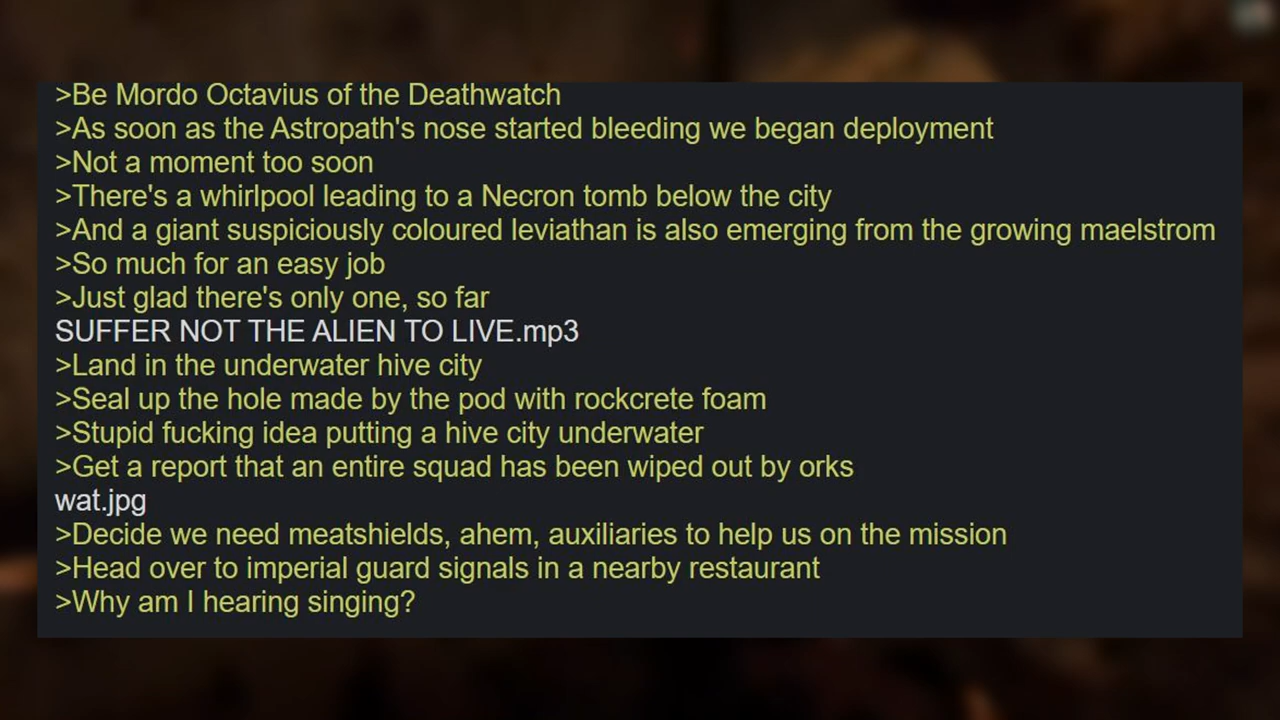 >Be Mordo Octavius of the Deathwatch
>As soon as the Astropath's nose started bleeding we began deployment
>Not a moment too soon
>There's a whirlpool leading to a Necron tomb below the city
>And a giant suspiciously coloured leviathan is also emerging from the growing maelstrom
>So much for an easy job
>Just glad there's only one, so far
SUFFER NOT THE ALIEN TO LIVE.mp3
>Land in the underwater hive city
>Seal up the hole made by the pod with rockcrete foam
>Stupid fucking idea putting a hive city underwater
>Get a report that an entire squad has been wiped out by orks
wat.jpg
>Decide we need meatshields, ahem, auxiliaries to help us on the mission
>Head over to imperial guard signals in a nearby restaurant
>Why am I hearing singing?